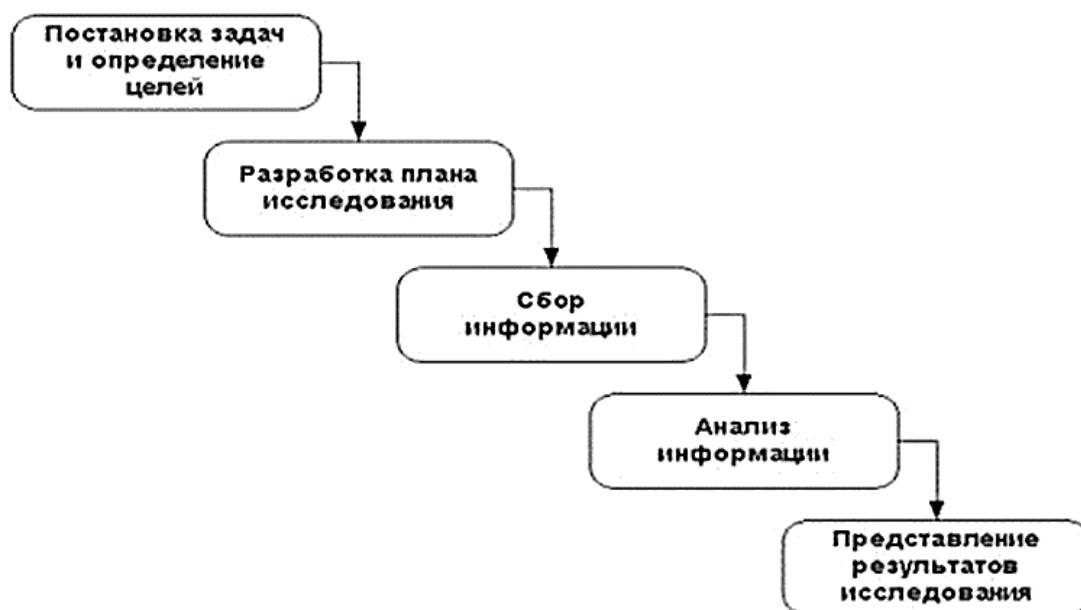 Постановка задач
и определение
целей
Разработка плана
исследования
Сбор
информации
Анализ
информации
Представление
результатов
исследования